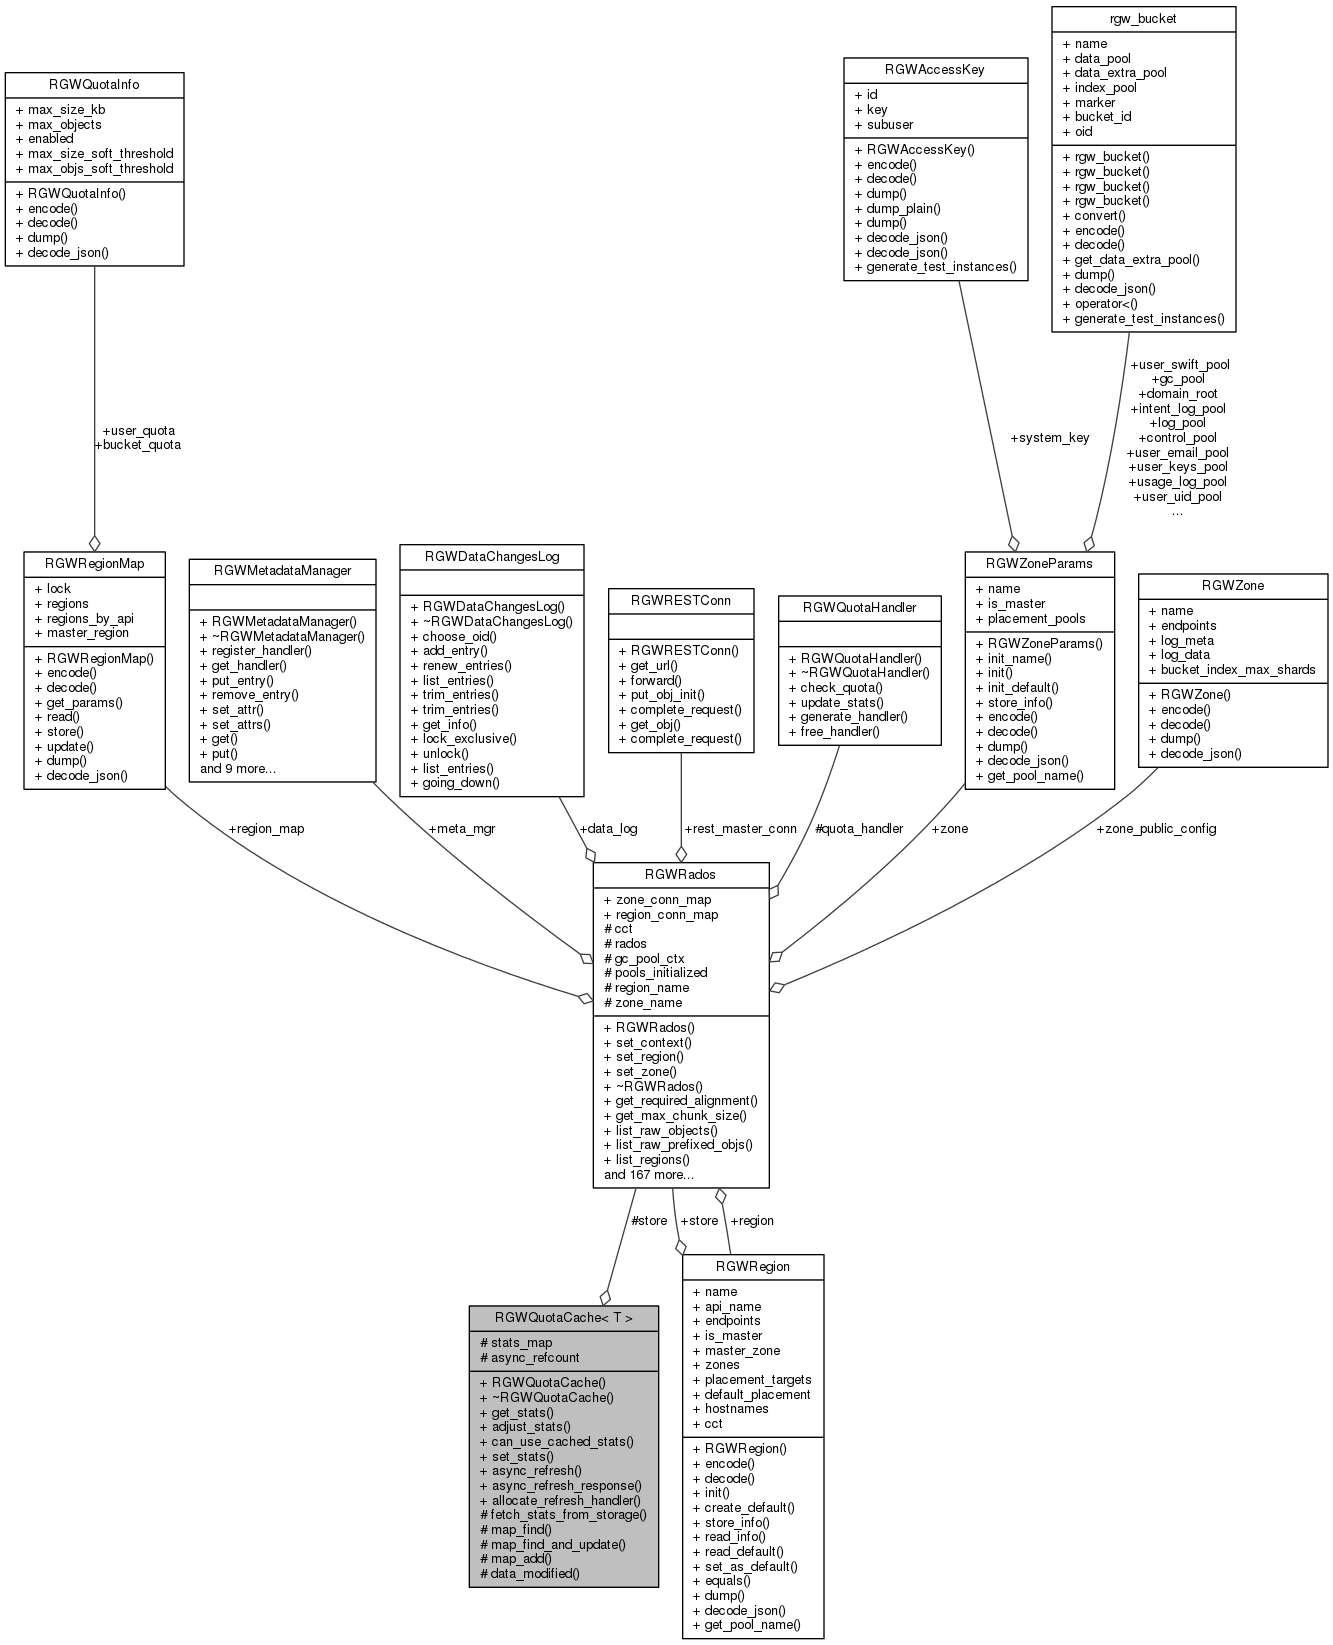 rgw_bucket
+ name
+ data_pool
+ data_extra_pool
+ index_pool
+ marker
+ bucket_id
+ oid
+ rgw_bucket()
+ rgw_bucket()
+ rgw_bucket()
+ rgw_bucket()
+ convert()
+ encode()
+ decode()
+ get_data_extra_pool()
+ dump()
+ decode_json()
+ operator<()
+ generate_test_instances()
RGWAccessKey
+ id
+ key
+ subuser
+ RGWAccessKey()
+ encode()
+ decode()
+ dump()
+ dump_plain()
+ dump()
+ decode_json()
+ decode_json()
+ generate_test_instances()
RGWQuotaInfo
+ max_size_kb
+ max_objects
+ enabled
+ max_size_soft_threshold
+ max_objs_soft_threshold
+ RGWQuotaInfo()
+ encode()
+ decode()
+ dump()
+ decode_json()
+user_quota
+bucket_quota
+system_key
+user_swift_pool
+gc_pool
+domain_root
+intent_log_pool
+log_pool
+control_pool
+user_email_pool
+user_keys_pool
+usage_log_pool
+user_uid_pool
...
RGWRegionMap
+ lock
+ regions
+ regions_by_api
+ master_region
+ RGWRegionMap()
+ encode()
+ decode()
+ get_params()
+ read()
+ store()
+ update()
+ dump()
+ decode_json()
RGWMetadataManager
+ RGWMetadataManager()
+ ~RGWMetadataManager()
+ register_handler()
+ get_handler()
+ put_entry()
+ remove_entry()
+ set_attr()
+ set_attrs()
+ get()
+ put()
and 9 more...
RGWDataChangesLog
+ RGWDataChangesLog()
+ ~RGWDataChangesLog()
+ choose_oid()
+ add_entry()
+ renew_entries()
+ list_entries()
+ trim_entries()
+ trim_entries()
+ get_info()
+ lock_exclusive()
+ unlock()
+ list_entries()
+ going_down()
RGWRESTConn
+ RGWRESTConn()
+ get_url()
+ forward()
+ put_obj_init()
+ complete_request()
+ get_obj()
+ complete_request()
RGWQuotaHandler
+ RGWQuotaHandler()
+ ~RGWQuotaHandler()
+ check_quota()
+ update_stats()
+ generate_handler()
+ free_handler()
RGWZoneParams
+ name
+ is_master
+ placement_pools
+ RGWZoneParams()
+ init_name()
+ init()
+ init_default()
+ store_info()
+ encode()
+ decode()
+ dump()
+ decode_json()
+ get_pool_name()
RGWZone
+ name
+ endpoints
+ log_meta
+ log_data
+ bucket_index_max_shards
+ RGWZone()
+ encode()
+ decode()
+ dump()
+ decode_json()
+region_map
+meta_mgr
+data_log
+rest_master_conn
#quota_handler
+zone
+zone_public_config
RGWRados
+ zone_conn_map
+ region_conn_map
# cct
# rados
# gc_pool_ctx
# pools_initialized
# region_name
# zone_name
+ RGWRados()
+ set_context()
+ set_region()
+ set_zone()
+ ~RGWRados()
+ get_required_alignment()
+ get_max_chunk_size()
+ list_raw_objects()
+ list_raw_prefixed_objs()
+ list_regions()
and 167 more...
#store
+store
+region
RGWQuotaCache< T >
# stats_map
# async_refcount
+ RGWQuotaCache()
+ ~RGWQuotaCache()
+ get_stats()
+ adjust_stats()
+ can_use_cached_stats()
+ set_stats()
+ async_refresh()
+ async_refresh_response()
+ allocate_refresh_handler()
# fetch_stats_from_storage()
# map_find()
# map_find_and_update()
# map_add()
# data_modified()
RGWRegion
+ name
+ api_name
+ endpoints
+ is_master
+ master_zone
+ zones
+ placement_targets
+ default_placement
+ hostnames
+ cct
+ RGWRegion()
+ encode()
+ decode()
+ init()
+ create_default()
+ store_info()
+ read_info()
+ read_default()
+ set_as_default()
+ equals()
+ dump()
+ decode_json()
+ get_pool_name()